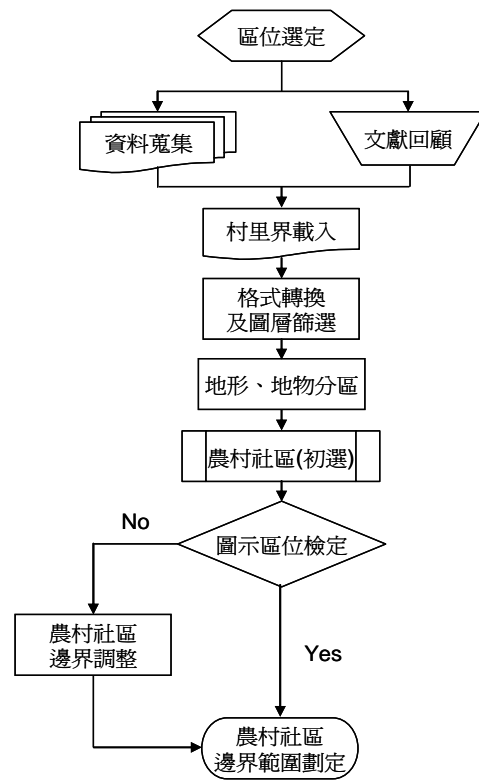 區位選定
資料蒐集
文獻回顧
村里界載入
格式轉換
及圖層篩選
地形、地物分區
農村社區(初選)
圖示區位檢定
No
農村社區
邊界調整
Yes
農村社區
邊界範圍劃定